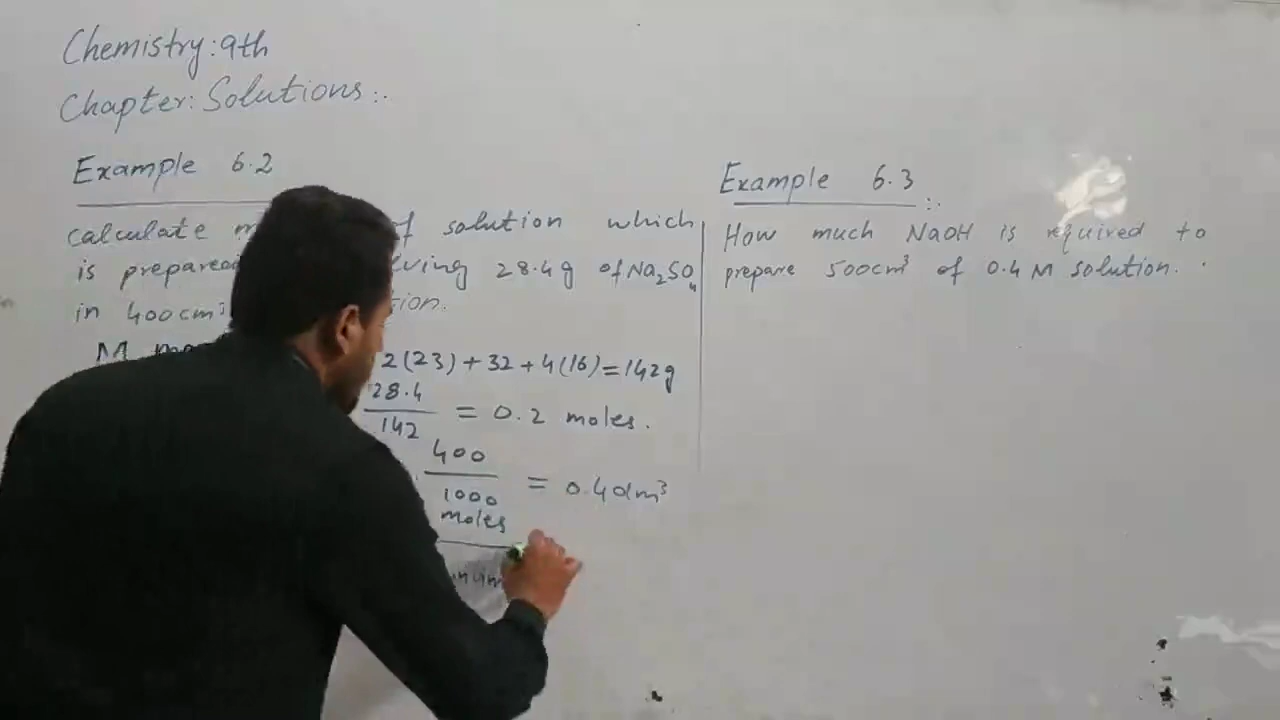 Chemistry:9th
Chapter: Solutions:.
Example 6.2
calculate m of solution which
is prepared ving 28.4g of Na₂SO₄
in 400cm³ tion.
M
2(23) + 32 + 4(16) = 142g
28.4
142 = 0.2 moles.
400
1000 = 0.4dm³
moles
Example 6.3 :.
How much NaOH is required to
prepare 500cm³ of 0.4 M solution.